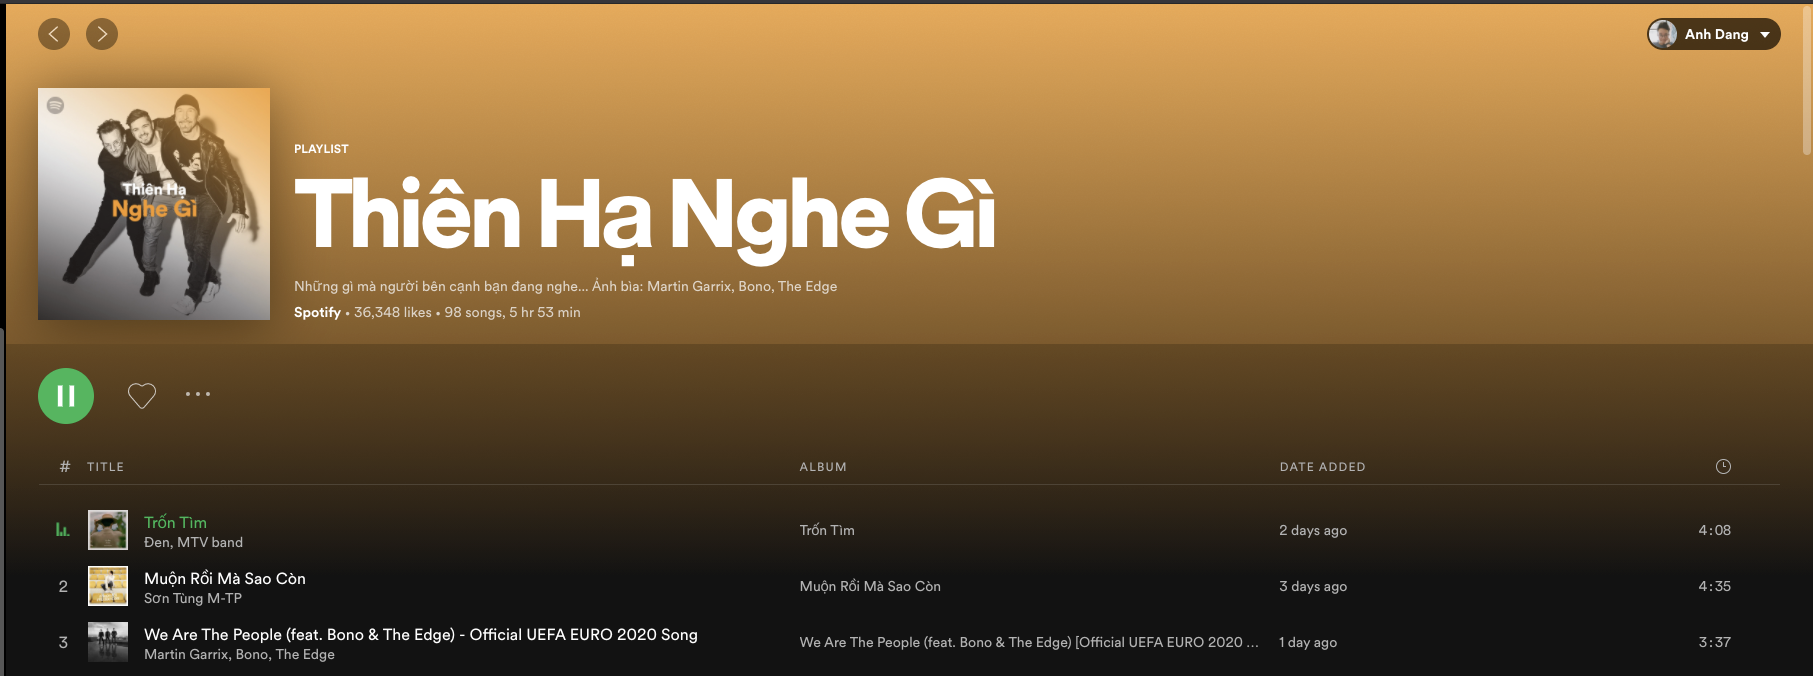 Anh Dang
Thiên Hạ
Nghe Gì
PLAYLIST
Thiên Hạ Nghe Gì
Những gì mà người bên cạnh bạn đang nghe... Ảnh bìa: Martin Garrix, Bono, The Edge
Spotify • 36,348 likes • 98 songs, 5 hr 53 min
# TITLE ALBUM DATE ADDED
Trốn Tìm Trốn Tìm 2 days ago 4:08
Đen, MTV band
2 Muộn Rồi Mà Sao Còn Muộn Rồi Mà Sao Còn 3 days ago 4:35
Sơn Tùng M-TP
3 We Are The People (feat. Bono & The Edge) - Official UEFA EURO 2020 Song We Are The People (feat. Bono & The Edge) [Official UEFA EURO 2020 ... 1 day ago 3:37
Martin Garrix, Bono, The Edge